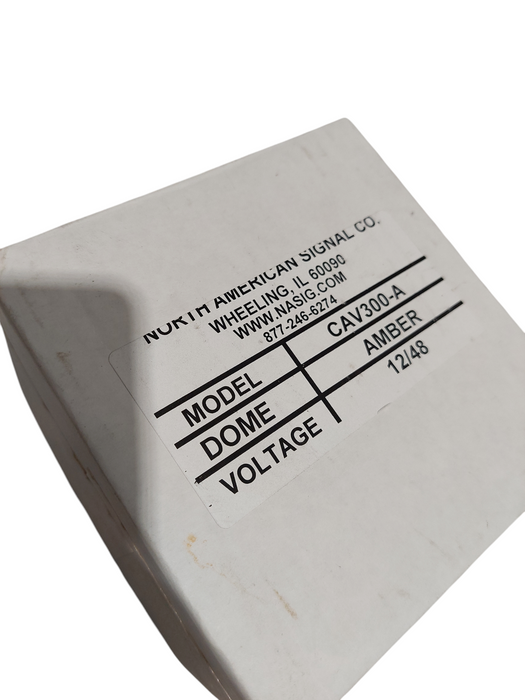 NORTH AMERICAN SIGNAL CO.
WHEELING, IL 60090
WWW.NASIG.COM
877-246-6274
MODEL CAV300-A
DOME AMBER
VOLTAGE 12/48